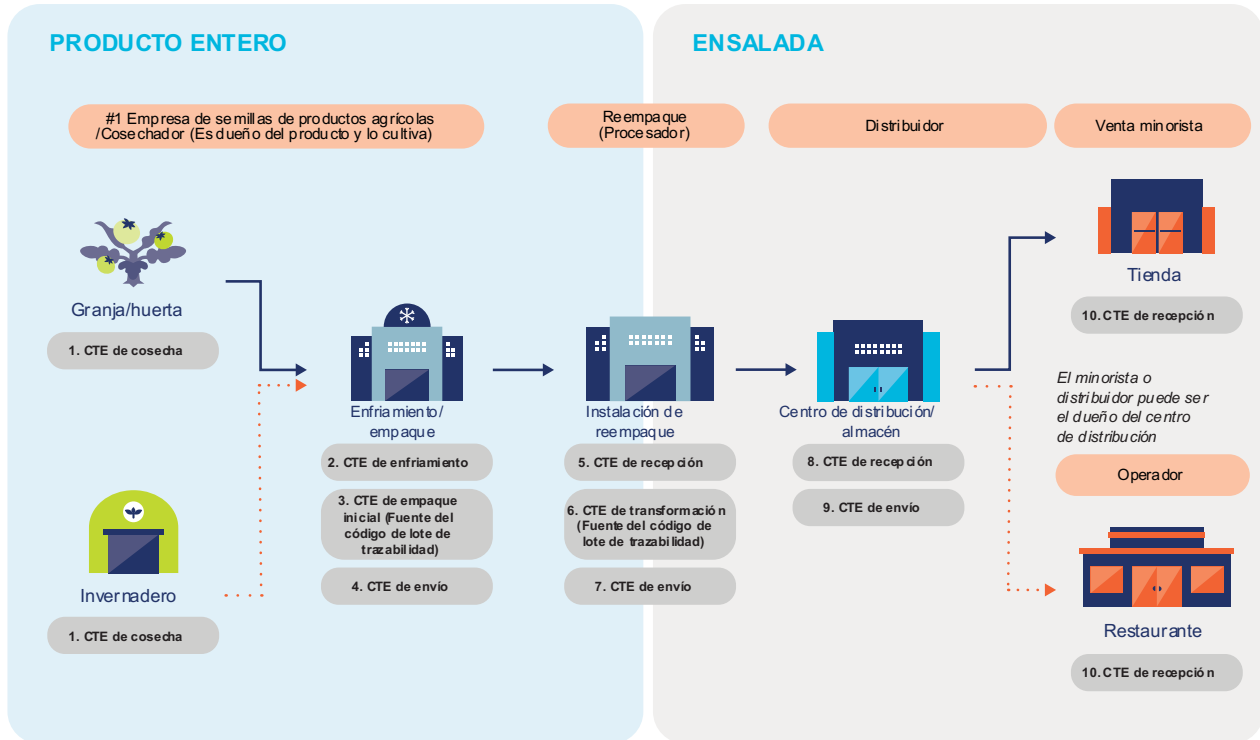 PRODUCTO ENTERO
ENSALADA
#1 Empresa de semillas de productos agrícolas
/Cosechador (Es dueño del producto y lo cultiva)
Reempaque
(Procesador)
Distribuidor
Venta minorista
Granja/huerta
1. CTE de cosecha
Invernadero
1. CTE de cosecha
Enfriamiento/
empaque
2. CTE de enfriamiento
3. CTE de empaque
inicial (Fuente del
código de lote de
trazabilidad)
4. CTE de envío
Instalación de
reempaque
5. CTE de recepción
6. CTE de transformación
(Fuente del código de
lote de trazabilidad)
7. CTE de envío
Centro de distribución/
almacén
8. CTE de recepción
9. CTE de envío
Tienda
10. CTE de recepción
El minorista o
distribuidor puede ser
el dueño del centro
de distribución
Operador
Restaurante
10. CTE de recepción